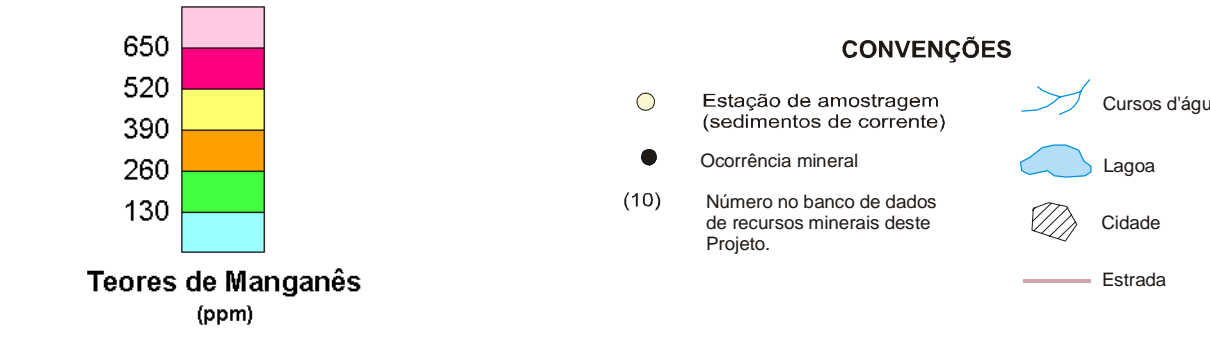 650
520
390
260
130
Teores de Manganês
(ppm)
CONVENÇÕES
Estação de amostragem
(sedimentos de corrente)
Ocorrência mineral
(10)
Número no banco de dados
de recursos minerais deste
Projeto.
Cursos d'águ
Lagoa
Cidade
Estrada